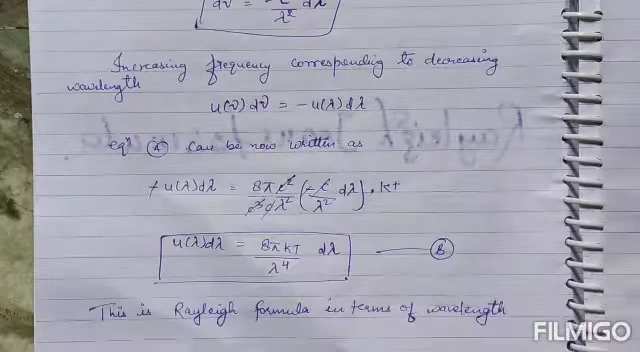 dν = -c/λ² dλ
Increasing frequency corresponding to decreasing
wavelength
u(ν)dν = -u(λ)dλ
eqⁿ (A) can be now written as
-u(λ)dλ = 8πc²/c³λ² (-c/λ² dλ) · kT
u(λ)dλ = 8πkT/λ⁴ dλ —— (B)
This is Rayleigh formula in terms of wavelength
FILMIGO